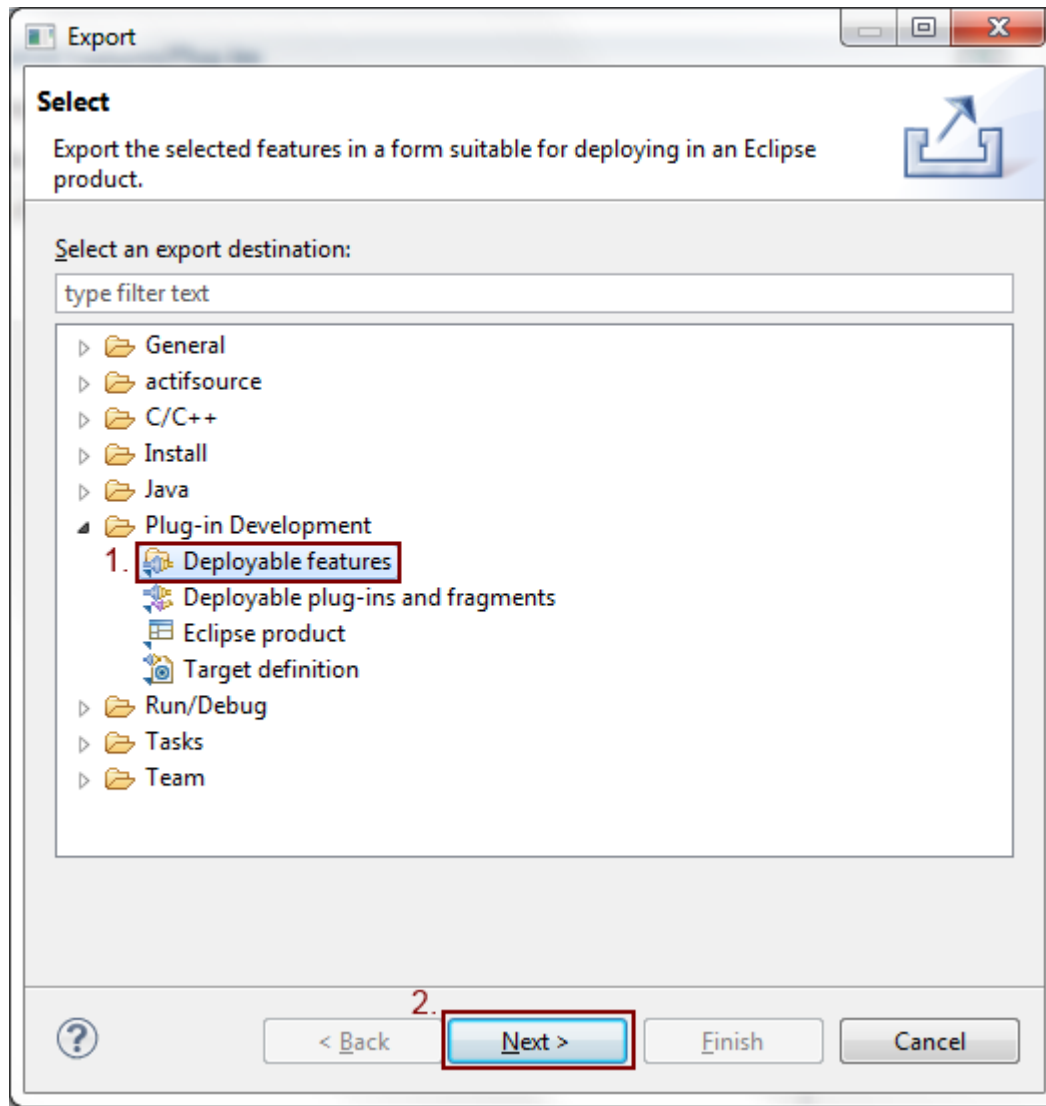 Export
Select
Export the selected features in a form suitable for deploying in an Eclipse
product.
Select an export destination:
type filter text
General
actifsource
C/C++
Install
Java
Plug-in Development
1. Deployable features
Deployable plug-ins and fragments
Eclipse product
Target definition
Run/Debug
Tasks
Team
2.
? < Back Next > Finish Cancel